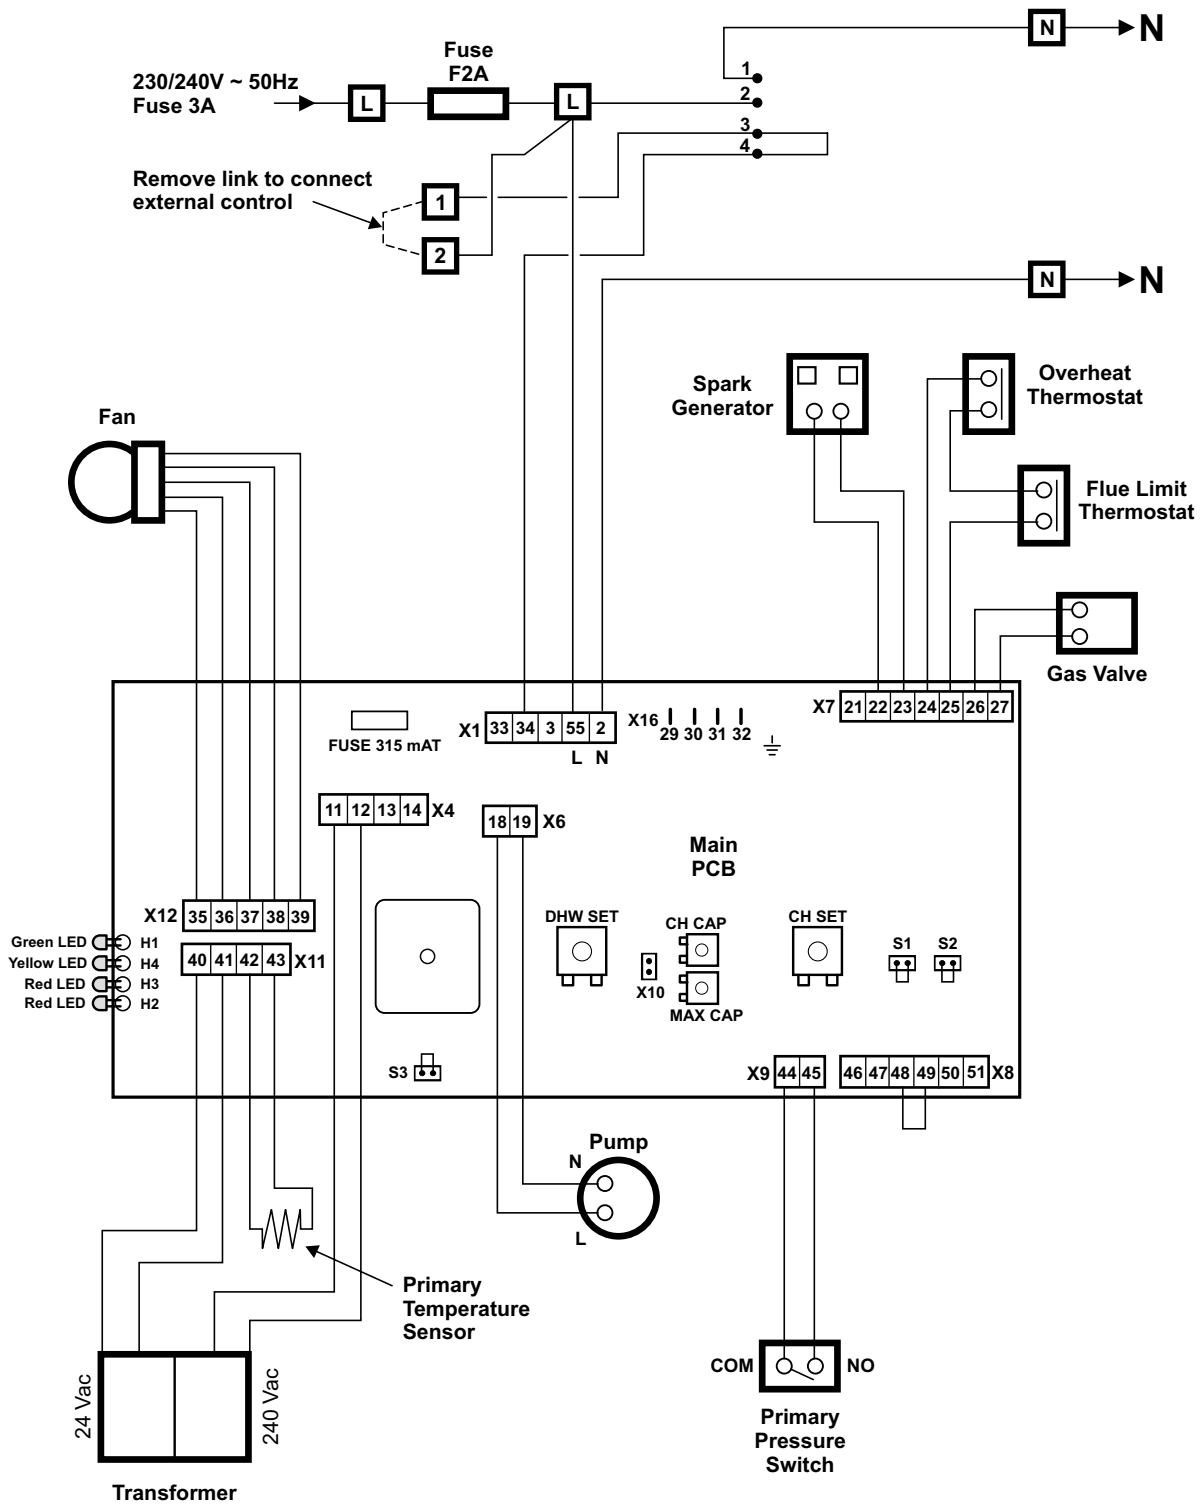 N N
Fuse
F2A
230/240V ~ 50Hz
Fuse 3A
L
L
1
2
3
4
Remove link to connect
external control
1
2
N N
Spark
Generator
Overheat
Thermostat
Fan
Flue Limit
Thermostat
Gas Valve
X7 21 22 23 24 25 26 27
FUSE 315 mAT
X1 33 34 3 55 2
L N
X16
29 30 31 32
11 12 13 14 X4
18 19 X6
Main
PCB
X12 35 36 37 38 39
DHW SET
CH CAP
CH SET
Green LED H1
Yellow LED H4
Red LED H3
Red LED H2
40 41 42 43 X11
S1
S2
X10
MAX CAP
S3
X9 44 45
46 47 48 49 50 51 X8
Pump
N
L
Primary
Temperature
Sensor
24 Vac
240 Vac
Transformer
COM NO
Primary
Pressure
Switch